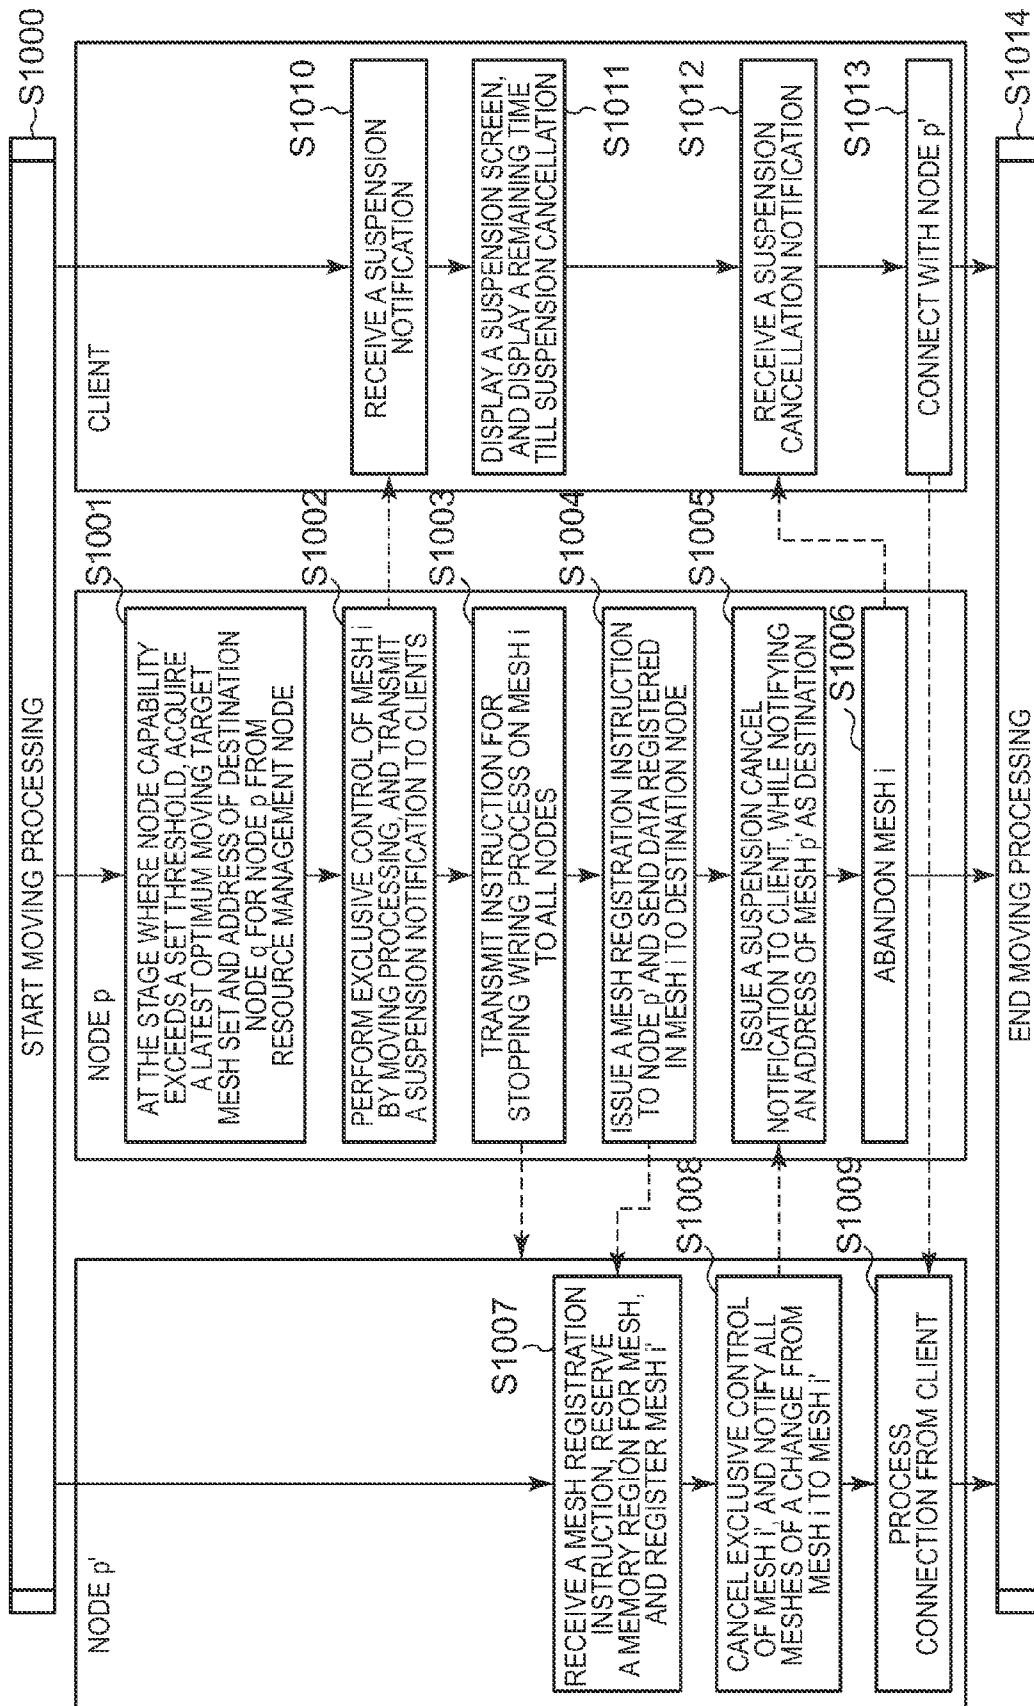 START MOVING PROCESSING
S1000
NODE p'
S1007
RECEIVE A MESH REGISTRATION
INSTRUCTION, RESERVE
A MEMORY REGION FOR MESH,
AND REGISTER MESH i'
S1008
CANCEL EXCLUSIVE CONTROL
OF MESH i', AND NOTIFY ALL
MESHES OF A CHANGE FROM
MESH i TO MESH i'
S1009
PROCESS
CONNECTION FROM CLIENT
NODE p
S1001
AT THE STAGE WHERE NODE CAPABILITY
EXCEEDS A SET THRESHOLD, ACQUIRE
A LATEST OPTIMUM MOVING TARGET
MESH SET AND ADDRESS OF DESTINATION
NODE q FOR NODE p FROM
RESOURCE MANAGEMENT NODE
S1002
PERFORM EXCLUSIVE CONTROL OF MESH i
BY MOVING PROCESSING, AND TRANSMIT
A SUSPENSION NOTIFICATION TO CLIENTS
S1003
TRANSMIT INSTRUCTION FOR
STOPPING WIRING PROCESS ON MESH i
TO ALL NODES
S1004
ISSUE A MESH REGISTRATION INSTRUCTION
TO NODE p' AND SEND DATA REGISTERED
IN MESH i TO DESTINATION NODE
S1005
ISSUE A SUSPENSION CANCEL
NOTIFICATION TO CLIENT, WHILE NOTIFYING
AN ADDRESS OF MESH p' AS DESTINATION
S1006
ABANDON MESH i
CLIENT
S1010
RECEIVE A SUSPENSION
NOTIFICATION
DISPLAY A SUSPENSION SCREEN,
AND DISPLAY A REMAINING TIME
TILL SUSPENSION CANCELLATION
S1011
S1012
RECEIVE A SUSPENSION
CANCELLATION NOTIFICATION
S1013
CONNECT WITH NODE p'
END MOVING PROCESSING
S1014